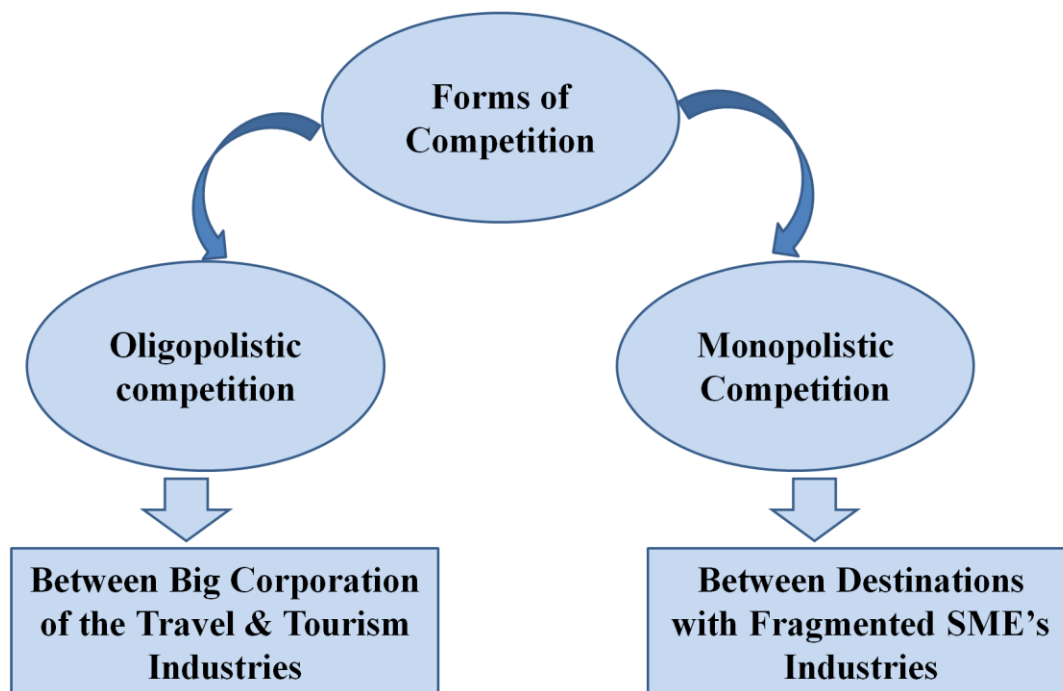 Forms of
Competition
Oligopolistic
competition
Monopolistic
Competition
Between Big Corporation
of the Travel & Tourism
Industries
Between Destinations
with Fragmented SME's
Industries